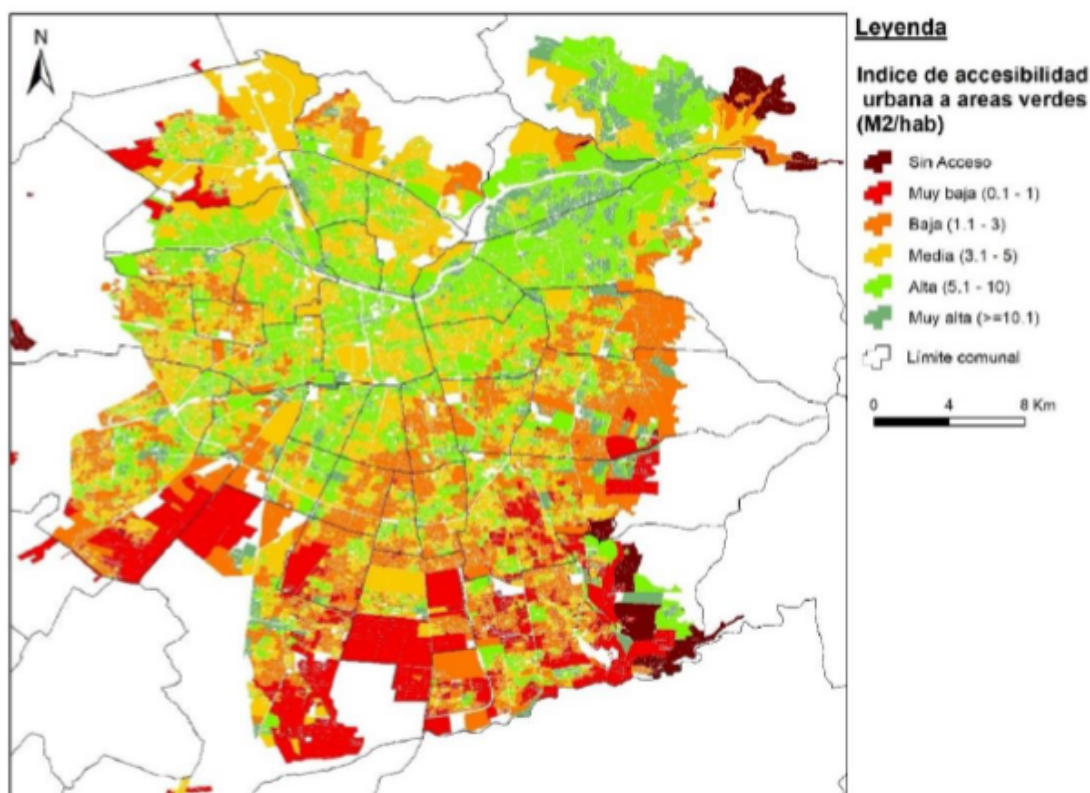 N
Leyenda
Indice de accesibilidad
urbana a areas verdes
(M2/hab)
Sin Acceso
Muy baja (0.1 - 1)
Baja (1.1 - 3)
Media (3.1 - 5)
Alta (5.1 - 10)
Muy alta (>=10.1)
Límite comunal
0 4 8 Km